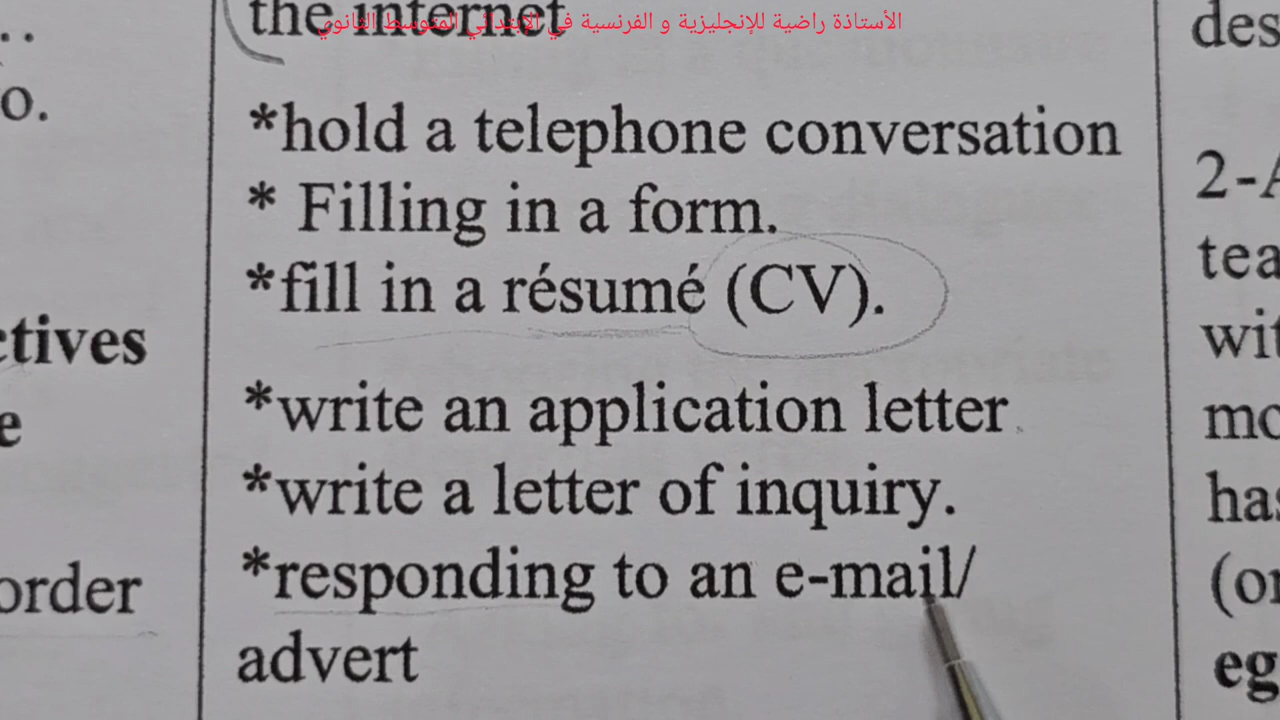 الأستاذة راضية للإنجليزية و الفرنسية في الإبتدائي المتوسط الثانوي
the internet
*hold a telephone conversation
* Filling in a form.
*fill in a résumé (CV).
*write an application letter
*write a letter of inquiry.
*responding to an e-mail/
advert
..
o.
ctives
e
order
des
2-A
tea
wit
mo
has
(or
eg